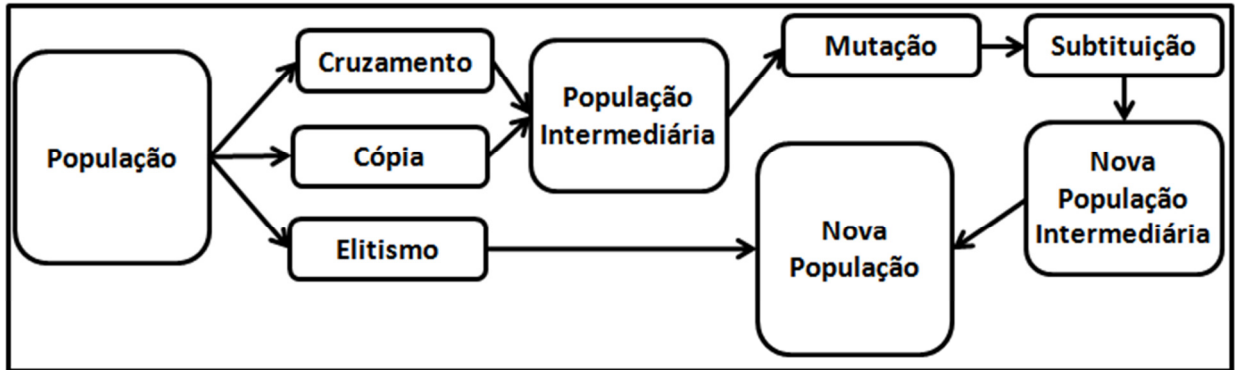 População
Cruzamento
Cópia
Elitismo
População
Intermediária
Mutação
Subtituição
Nova
População
Intermediária
Nova
População